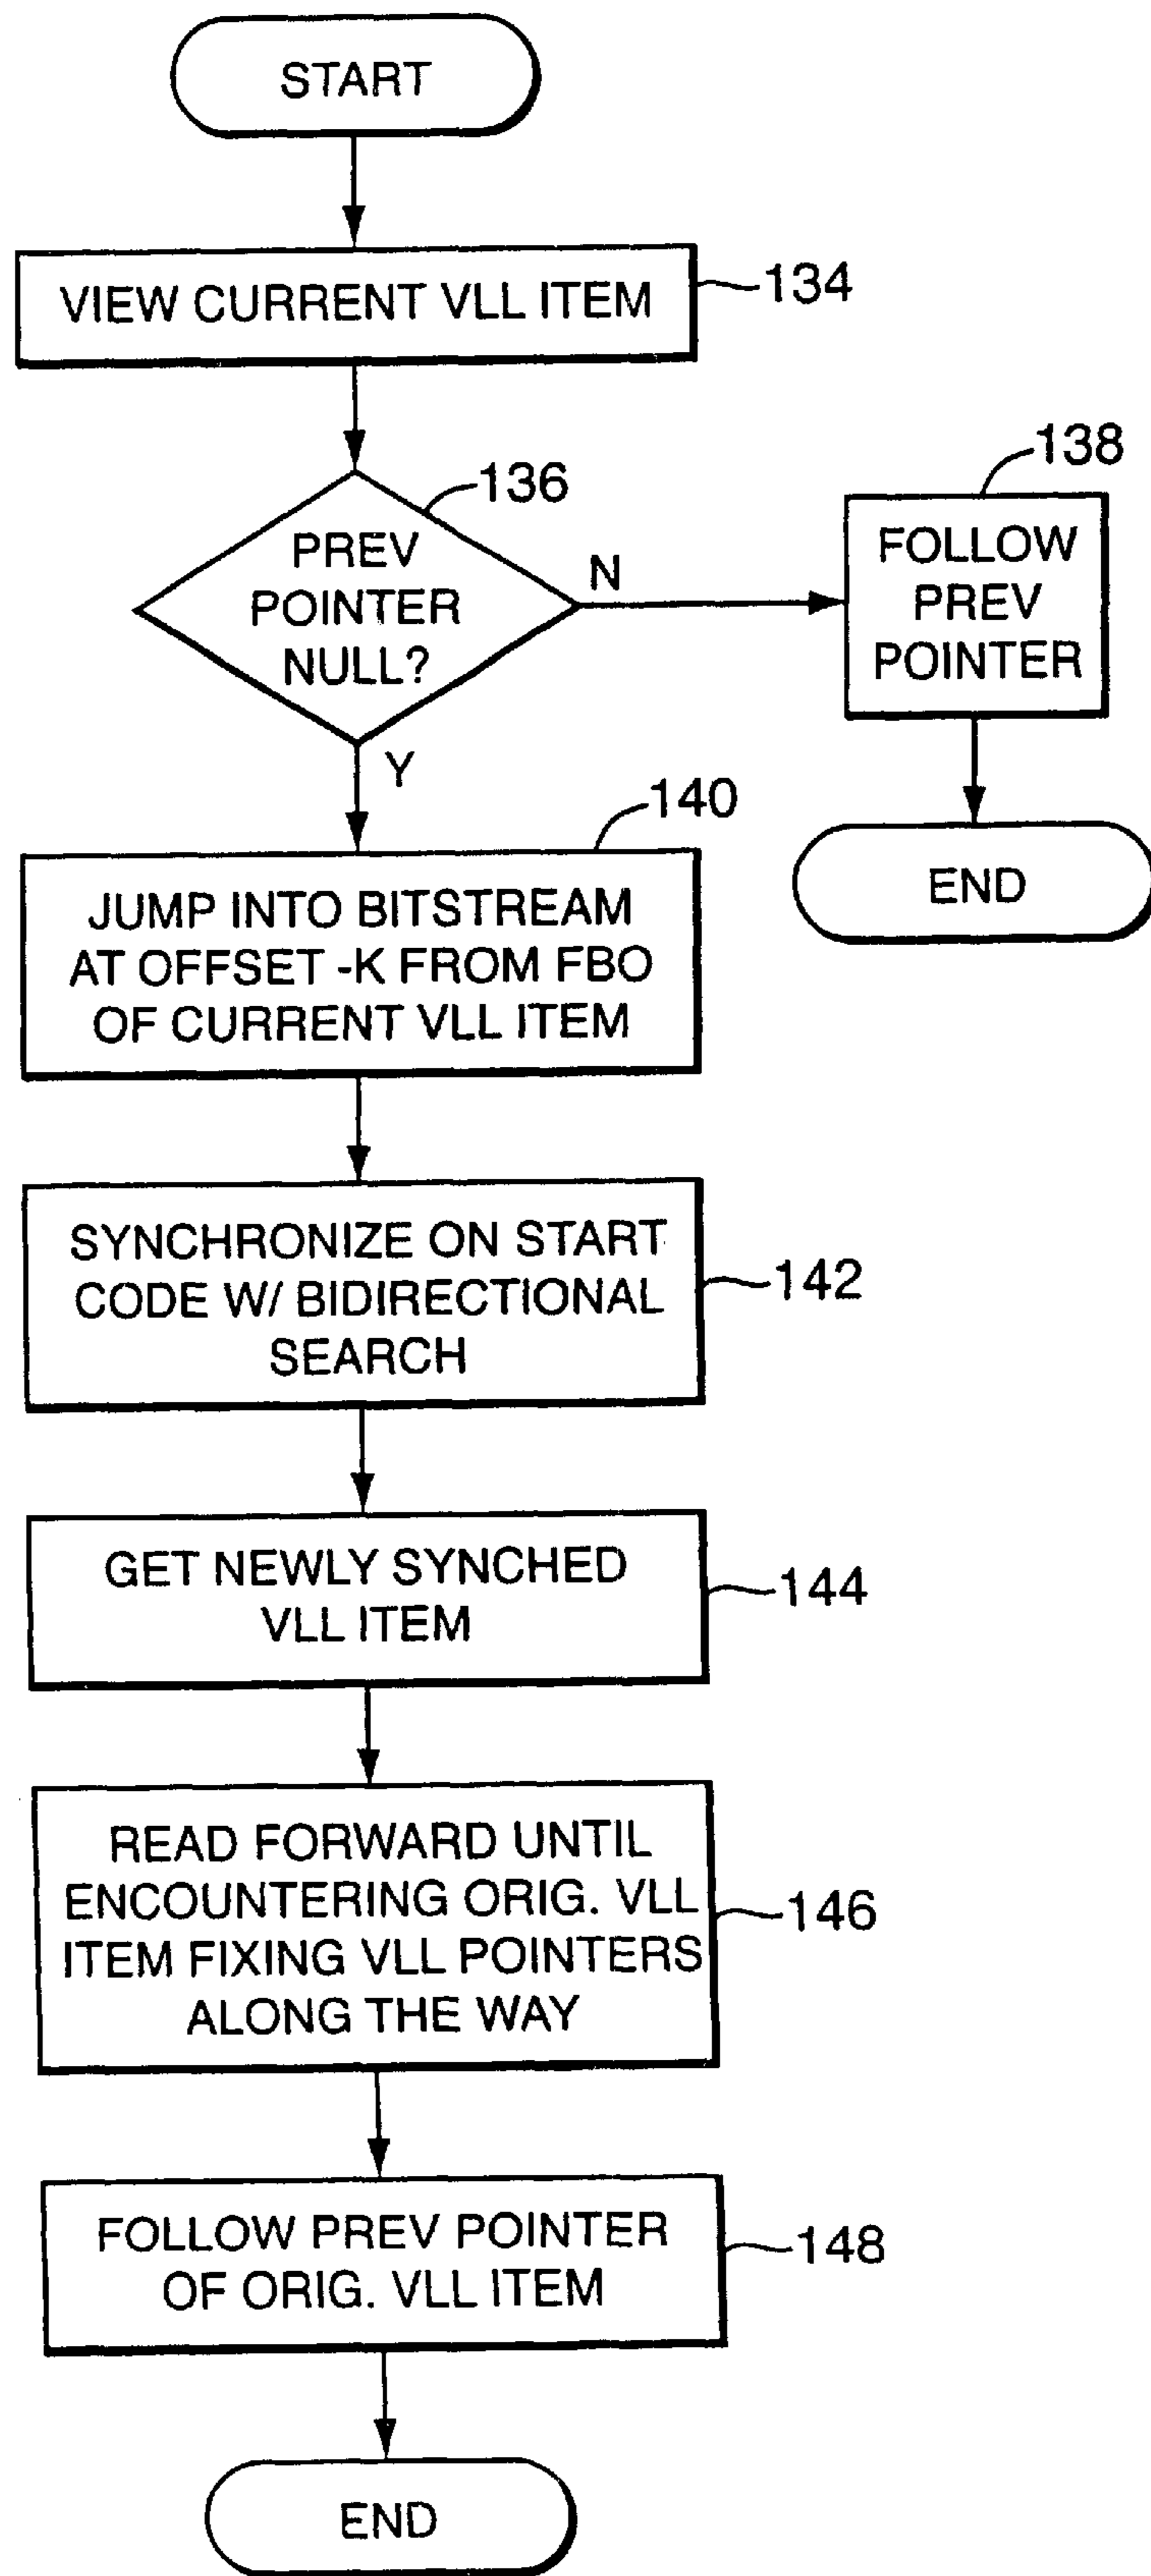 START
VIEW CURRENT VLL ITEM
134
136
PREV
POINTER
NULL?
N
138
FOLLOW
PREV
POINTER
END
Y
140
JUMP INTO BITSTREAM
AT OFFSET -K FROM FBO
OF CURRENT VLL ITEM
SYNCHRONIZE ON START
CODE W/ BIDIRECTIONAL
SEARCH
142
GET NEWLY SYNCHED
VLL ITEM
144
READ FORWARD UNTIL
ENCOUNTERING ORIG. VLL
ITEM FIXING VLL POINTERS
ALONG THE WAY
146
FOLLOW PREV POINTER
OF ORIG. VLL ITEM
148
END